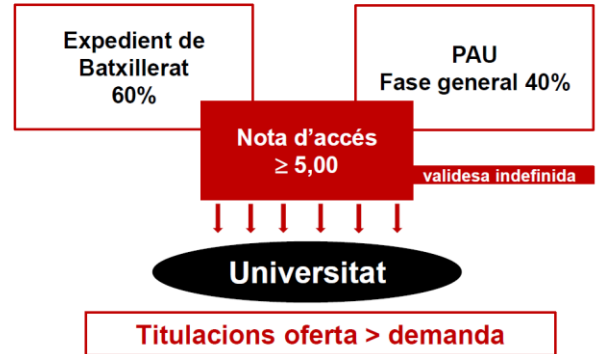 Expedient de
Batxillerat
60%
PAU
Fase general 40%
Nota d'accés
≥ 5,00
validesa indefinida
Universitat
Titulacions oferta > demanda